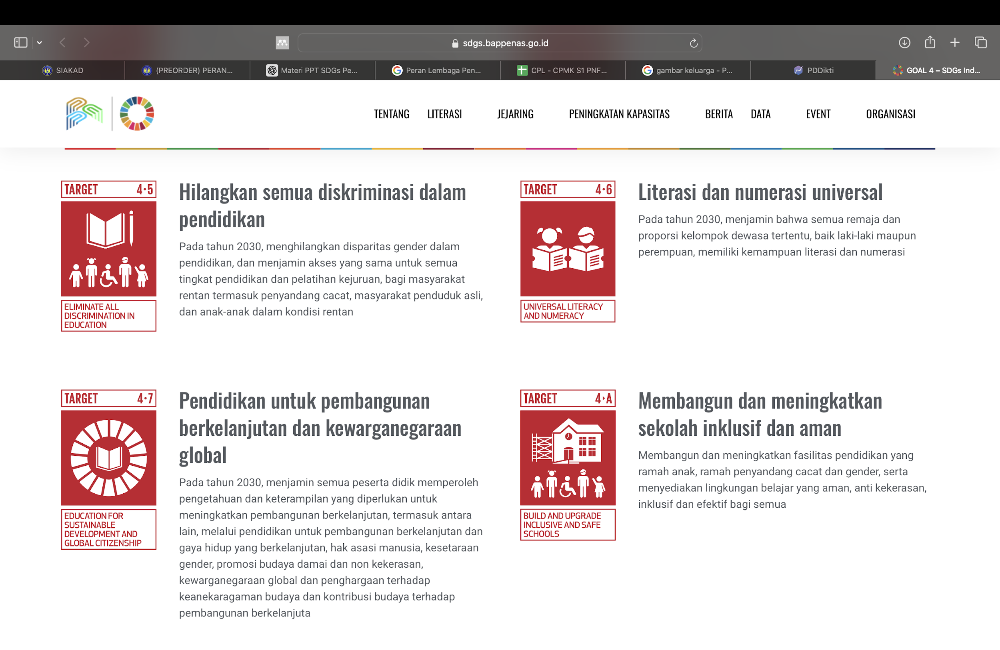 sdgs.bappenas.go.id
SIAKAD
(PREORDER) PERAN...
Materi PPT SDGs Pe...
Peran Lembaga Pen...
CPL - CPMK S1 PNF...
gambar keluarga - P...
PDDikti
GOAL 4 – SDGs Ind...
TENTANG
LITERASI
JEJARING
PENINGKATAN KAPASITAS
BERITA
DATA
EVENT
ORGANISASI
TARGET 4·5
ELIMINATE ALL
DISCRIMINATION IN
EDUCATION
Hilangkan semua diskriminasi dalam
pendidikan
Pada tahun 2030, menghilangkan disparitas gender dalam
pendidikan, dan menjamin akses yang sama untuk semua
tingkat pendidikan dan pelatihan kejuruan, bagi masyarakat
rentan termasuk penyandang cacat, masyarakat penduduk asli,
dan anak-anak dalam kondisi rentan
TARGET 4·6
UNIVERSAL LITERACY
AND NUMERACY
Literasi dan numerasi universal
Pada tahun 2030, menjamin bahwa semua remaja dan
proporsi kelompok dewasa tertentu, baik laki-laki maupun
perempuan, memiliki kemampuan literasi dan numerasi
TARGET 4·7
EDUCATION FOR
SUSTAINABLE
DEVELOPMENT AND
GLOBAL CITIZENSHIP
Pendidikan untuk pembangunan
berkelanjutan dan kewarganegaraan
global
Pada tahun 2030, menjamin semua peserta didik memperoleh
pengetahuan dan keterampilan yang diperlukan untuk
meningkatkan pembangunan berkelanjutan, termasuk antara
lain, melalui pendidikan untuk pembangunan berkelanjutan dan
gaya hidup yang berkelanjutan, hak asasi manusia, kesetaraan
gender, promosi budaya damai dan non kekerasan,
kewarganegaraan global dan penghargaan terhadap
keanekaragaman budaya dan kontribusi budaya terhadap
pembangunan berkelanjuta
TARGET 4▸A
BUILD AND UPGRADE
INCLUSIVE AND SAFE
SCHOOLS
Membangun dan meningkatkan
sekolah inklusif dan aman
Membangun dan meningkatkan fasilitas pendidikan yang
ramah anak, ramah penyandang cacat dan gender, serta
menyediakan lingkungan belajar yang aman, anti kekerasan,
inklusif dan efektif bagi semua